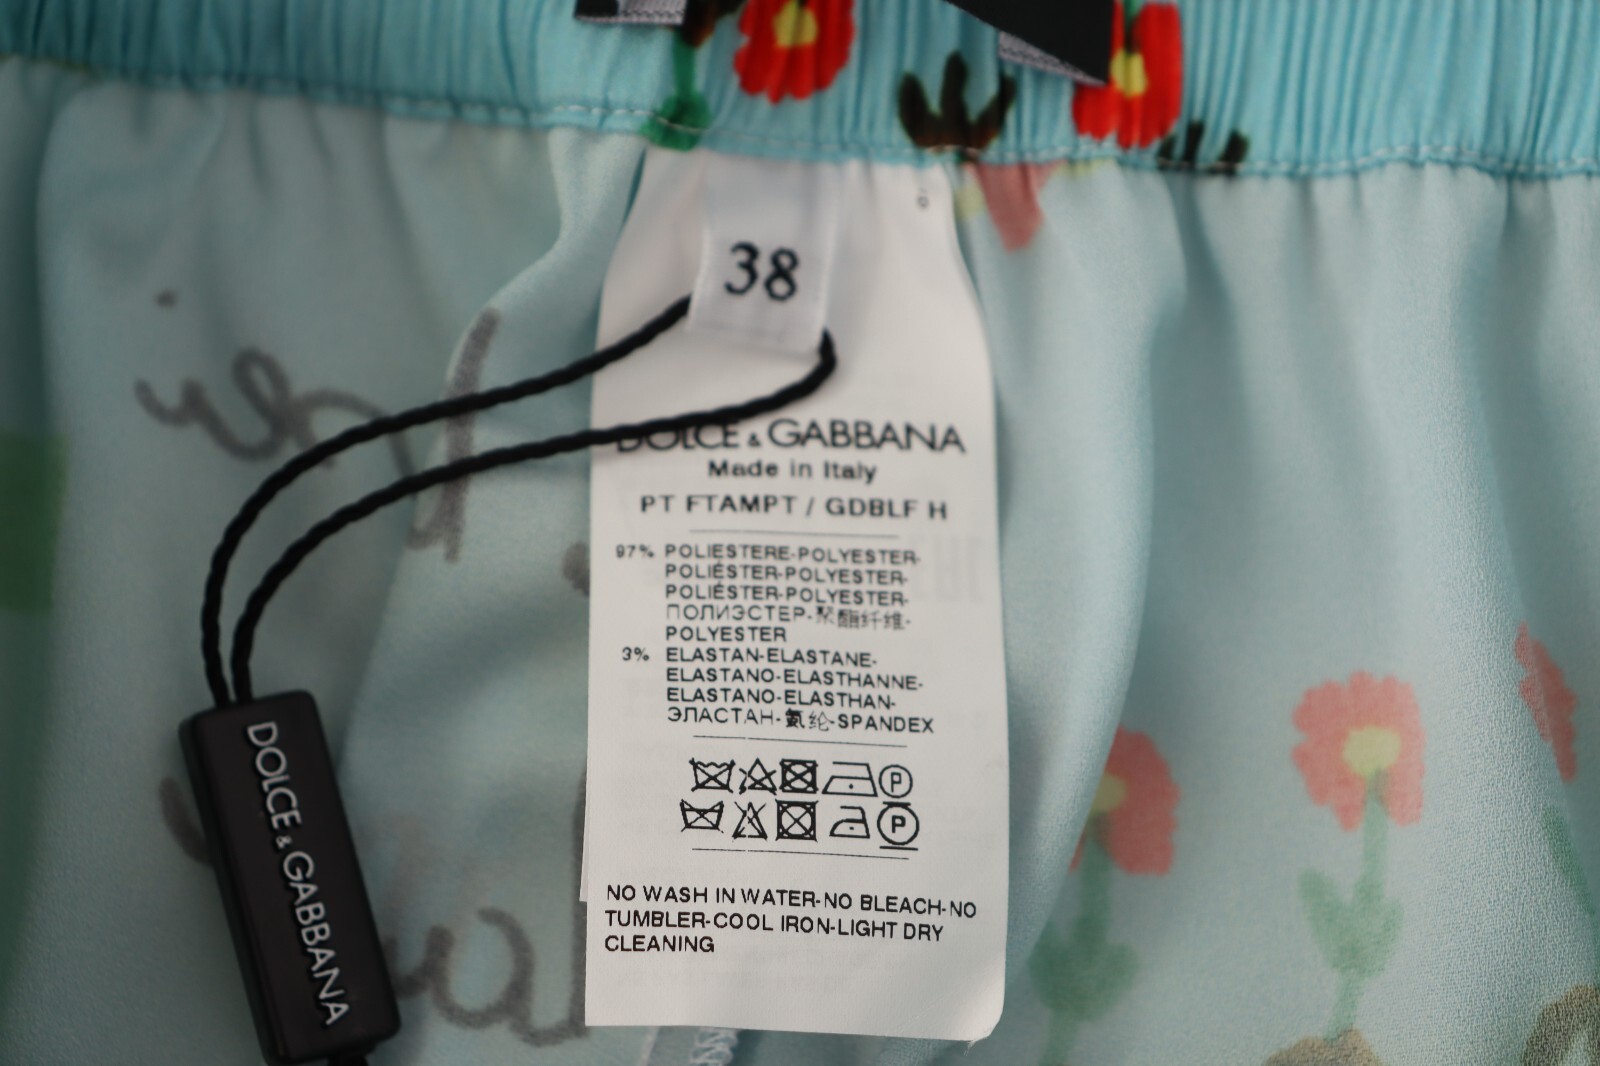 38
DOLCE & GABBANA
Made in Italy
PT FTAMPT / GDBLF H
97% POLIESTERE-POLYESTER-
POLIÉSTER-POLYESTER-
POLIÉSTER-POLYESTER-
ПОЛИЭСТЕР-聚酯纤维-
POLYESTER
3% ELASTAN-ELASTANE-
ELASTANO-ELASTHANNE-
ELASTANO-ELASTHAN-
ЭЛАСТАН-氨纶-SPANDEX
P
P
NO WASH IN WATER-NO BLEACH-NO
TUMBLER-COOL IRON-LIGHT DRY
CLEANING
DOLCE & GABBANA